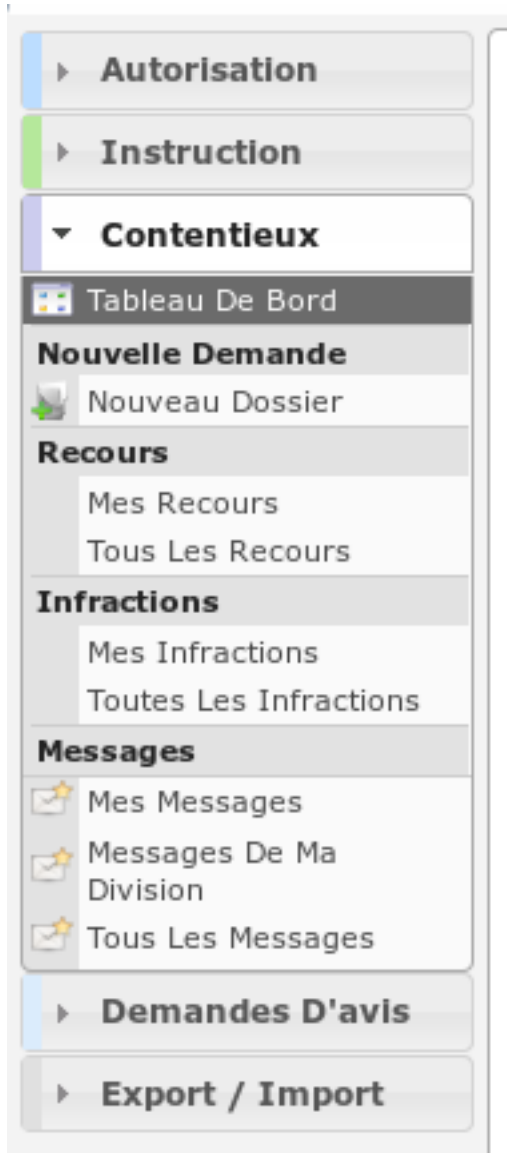 Autorisation
Instruction
Contentieux
Tableau De Bord
Nouvelle Demande
Nouveau Dossier
Recours
Mes Recours
Tous Les Recours
Infractions
Mes Infractions
Toutes Les Infractions
Messages
Mes Messages
Messages De Ma
Division
Tous Les Messages
Demandes D'avis
Export / Import